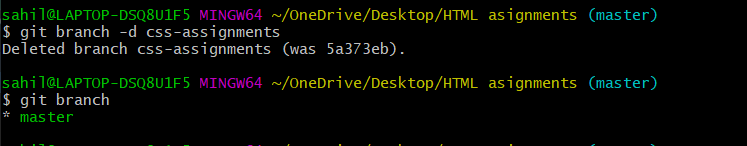 sahil@LAPTOP-DSQ8U1F5 MINGW64 ~/OneDrive/Desktop/HTML asignments (master)
$ git branch -d css-assignments
Deleted branch css-assignments (was 5a373eb).
sahil@LAPTOP-DSQ8U1F5 MINGW64 ~/OneDrive/Desktop/HTML asignments (master)
$ git branch
* master